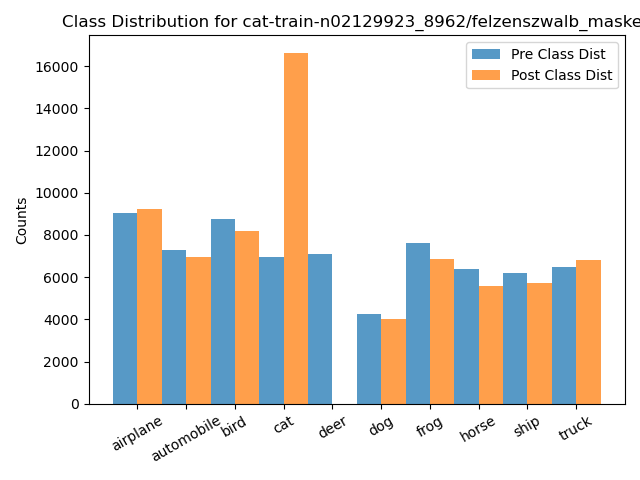 Class Distribution for cat-train-n02129923_8962/felzenszwalb_maske
Pre Class Dist
Post Class Dist
16000
14000
12000
10000
8000
6000
4000
2000
0
Counts
airplane
automobile
bird
cat
deer
dog
frog
horse
ship
truck